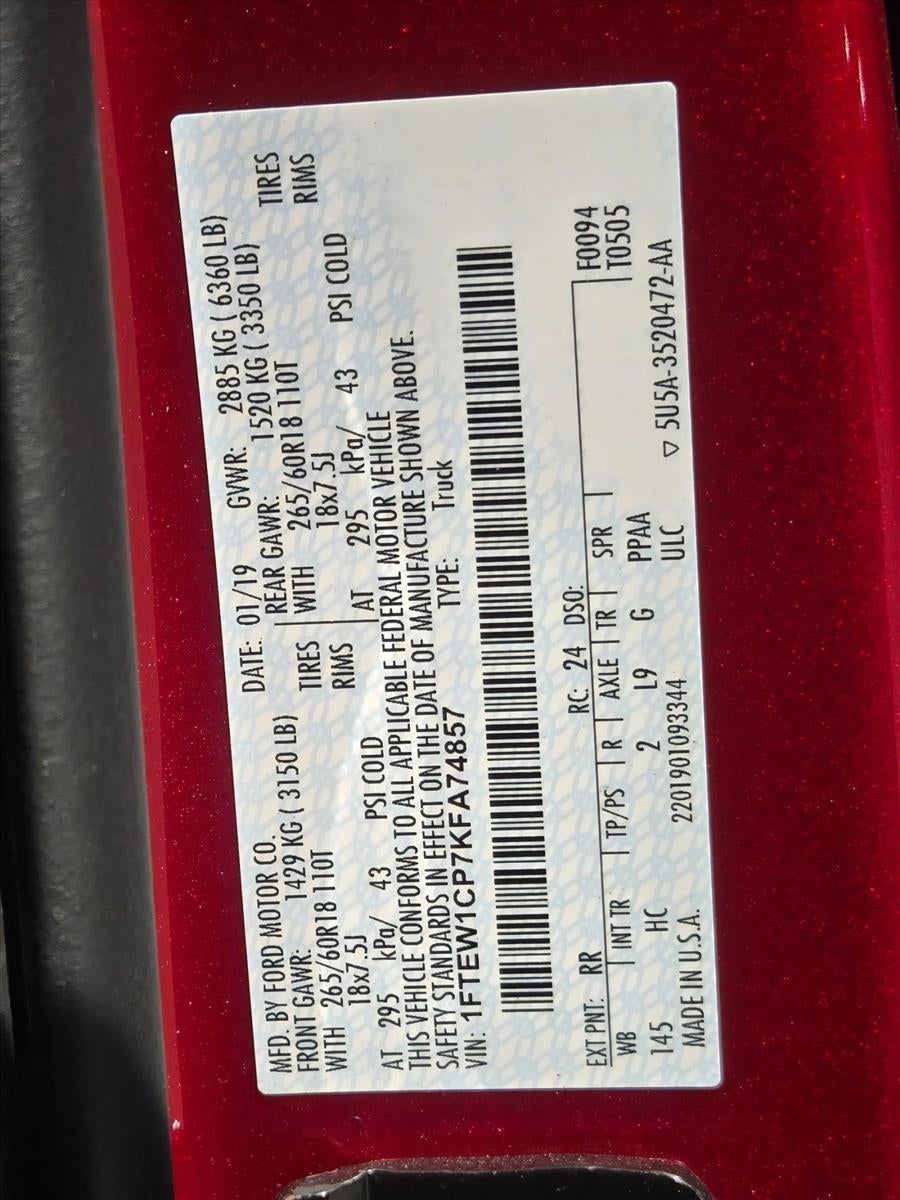 MFD. BY FORD MOTOR CO.
DATE: 01/19 GVWR: 2885 KG ( 6360 LB)
FRONT GAWR: 1429 KG ( 3150 LB)
REAR GAWR: 1520 KG ( 3350 LB)
WITH 265/60R18 110T TIRES
WITH 265/60R18 110T TIRES
18x7.5J RIMS
18x7.5J RIMS
AT 295 kPa/ 43 PSI COLD
AT 295 kPa/ 43 PSI COLD
THIS VEHICLE CONFORMS TO ALL APPLICABLE FEDERAL MOTOR VEHICLE
SAFETY STANDARDS IN EFFECT ON THE DATE OF MANUFACTURE SHOWN ABOVE.
VIN: 1FTEW1CP7KFA74857 TYPE: Truck
EXT PNT: RR RC: 24 DSO: F0094
WB INT TR TP/PS R AXLE TR SPR T0505
145 HC 2 L9 G PPAA
ULC
MADE IN U.S.A. 2201901093344 ▽ 5U5A-3520472-AA